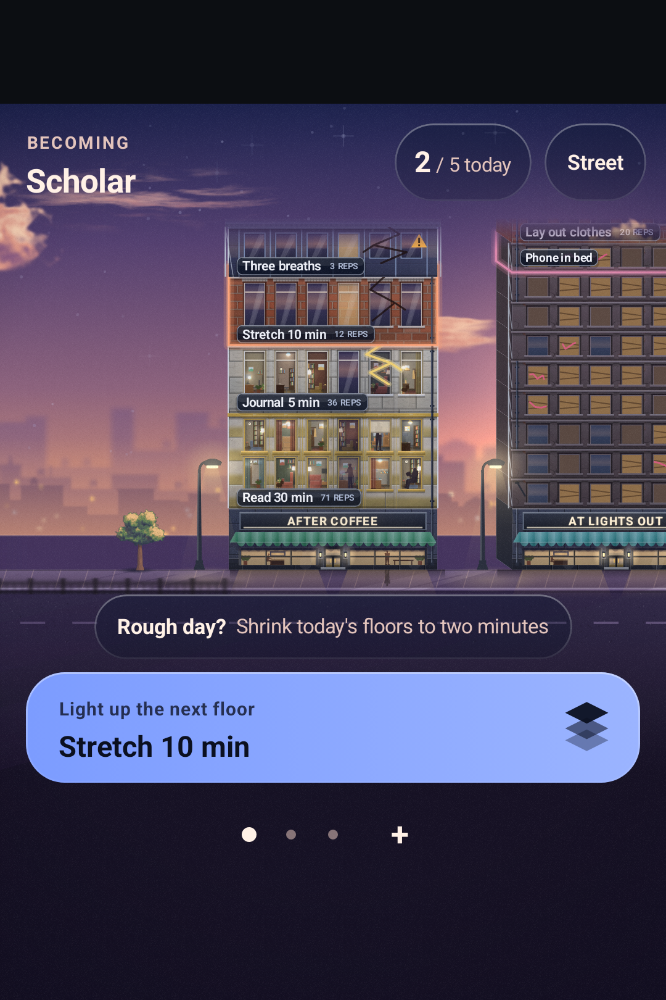 BECOMING
Scholar
2 / 5 today
Street
Lay out clothes 20 REPS
Phone in bed
Three breaths 3 REPS
Stretch 10 min 12 REPS
Journal 5 min 36 REPS
Read 30 min 71 REPS
AFTER COFFEE
AT LIGHTS OUT
Rough day? Shrink today's floors to two minutes
Light up the next floor
Stretch 10 min
+